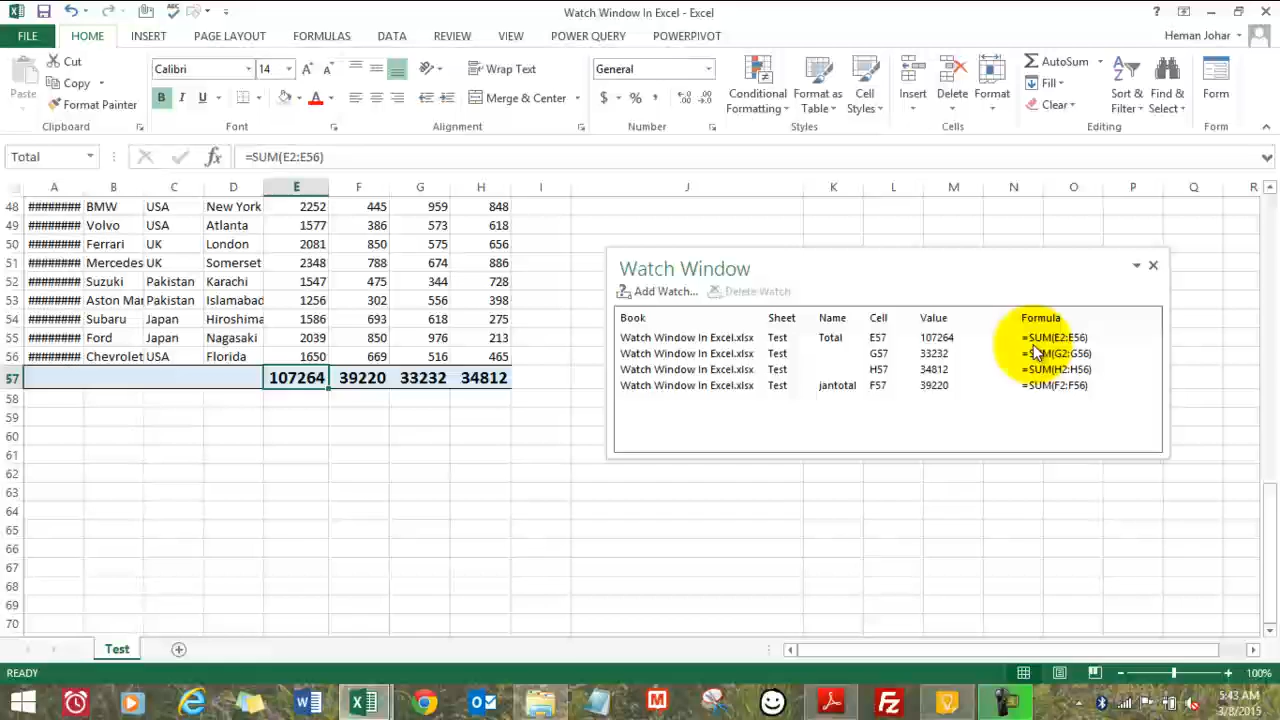 Watch Window In Excel - Excel
FILE HOME INSERT PAGE LAYOUT FORMULAS DATA REVIEW VIEW POWER QUERY POWERPIVOT Heman Johar
Cut
Copy
Format Painter
Paste
Clipboard
Calibri 14
B I U
Font
Wrap Text
Merge & Center
Alignment
General
$ % ,
Number
Conditional Formatting
Format as Table
Cell Styles
Styles
Insert Delete Format
Cells
AutoSum
Fill
Clear
Sort & Filter
Find & Select
Editing
Form
Form
Total fx =SUM(E2:E56)
A B C D E F G H I J K L M N O P Q R
48 ######## BMW USA New York 2252 445 959 848
49 ######## Volvo USA Atlanta 1577 386 573 618
50 ######## Ferrari UK London 2081 850 575 656
51 ######## Mercedes UK Somerset 2348 788 674 886
52 ######## Suzuki Pakistan Karachi 1547 475 344 728
53 ######## Aston Mar Pakistan Islamabad 1256 302 556 398
54 ######## Subaru Japan Hiroshima 1586 693 618 275
55 ######## Ford Japan Nagasaki 2039 850 976 213
56 ######## Chevrolet USA Florida 1650 669 516 465
57 107264 39220 33232 34812
58
59
60
61
62
63
64
65
66
67
68
69
70
Watch Window
Add Watch... Delete Watch
Book Sheet Name Cell Value Formula
Watch Window In Excel.xlsx Test Total E57 107264 =SUM(E2:E56)
Watch Window In Excel.xlsx Test G57 33232 =SUM(G2:G56)
Watch Window In Excel.xlsx Test H57 34812 =SUM(H2:H56)
Watch Window In Excel.xlsx Test jantotal F57 39220 =SUM(F2:F56)
Test
READY 100%
5:43 AM
3/8/2015